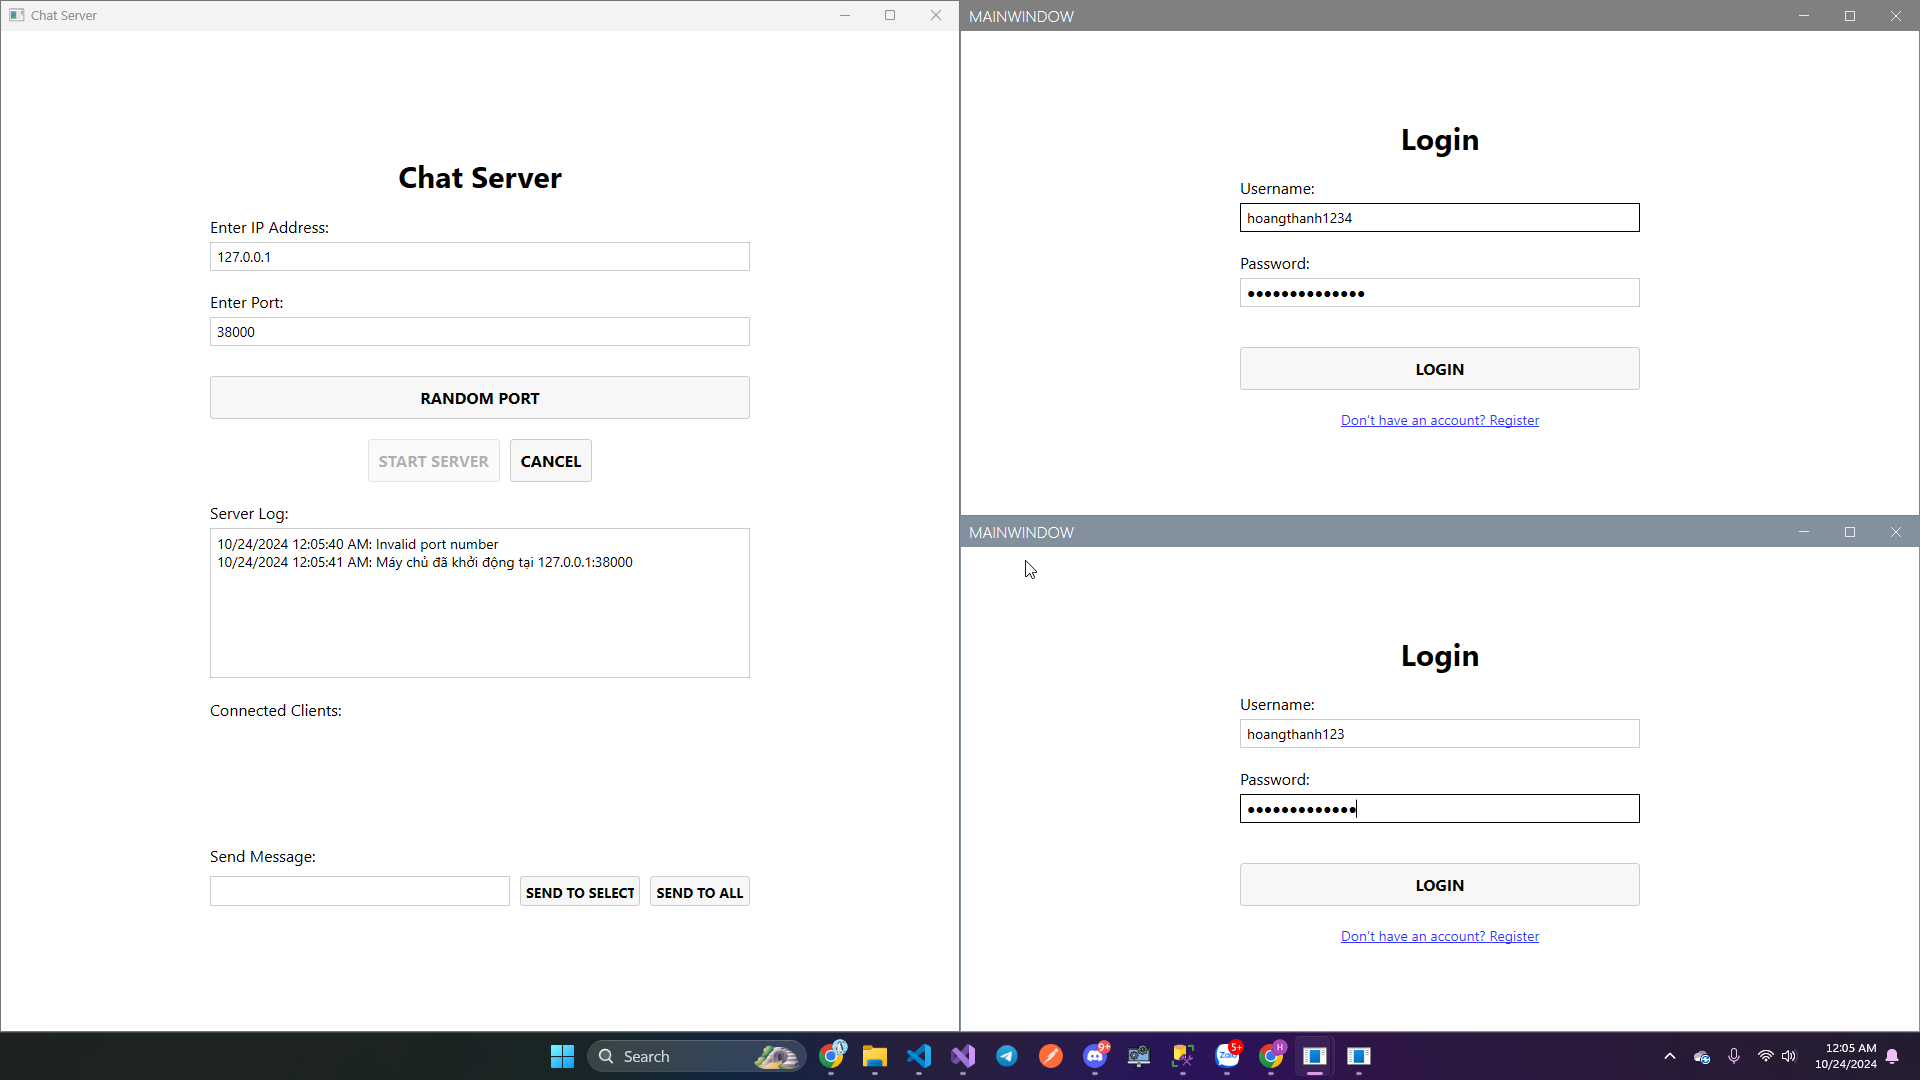 Chat Server
Chat Server
Enter IP Address:
127.0.0.1
Enter Port:
38000
RANDOM PORT
START SERVER
CANCEL
Server Log:
10/24/2024 12:05:40 AM: Invalid port number
10/24/2024 12:05:41 AM: Máy chủ đã khởi động tại 127.0.0.1:38000
Connected Clients:
Send Message:
SEND TO SELECT
SEND TO ALL
MAINWINDOW
Login
Username:
hoangthanh1234
Password:
●●●●●●●●●●●●●●
LOGIN
Don't have an account? Register
MAINWINDOW
Login
Username:
hoangthanh123
Password:
●●●●●●●●●●●●●
LOGIN
Don't have an account? Register
Search
9+
Zalo
5+
H
12:05 AM
10/24/2024